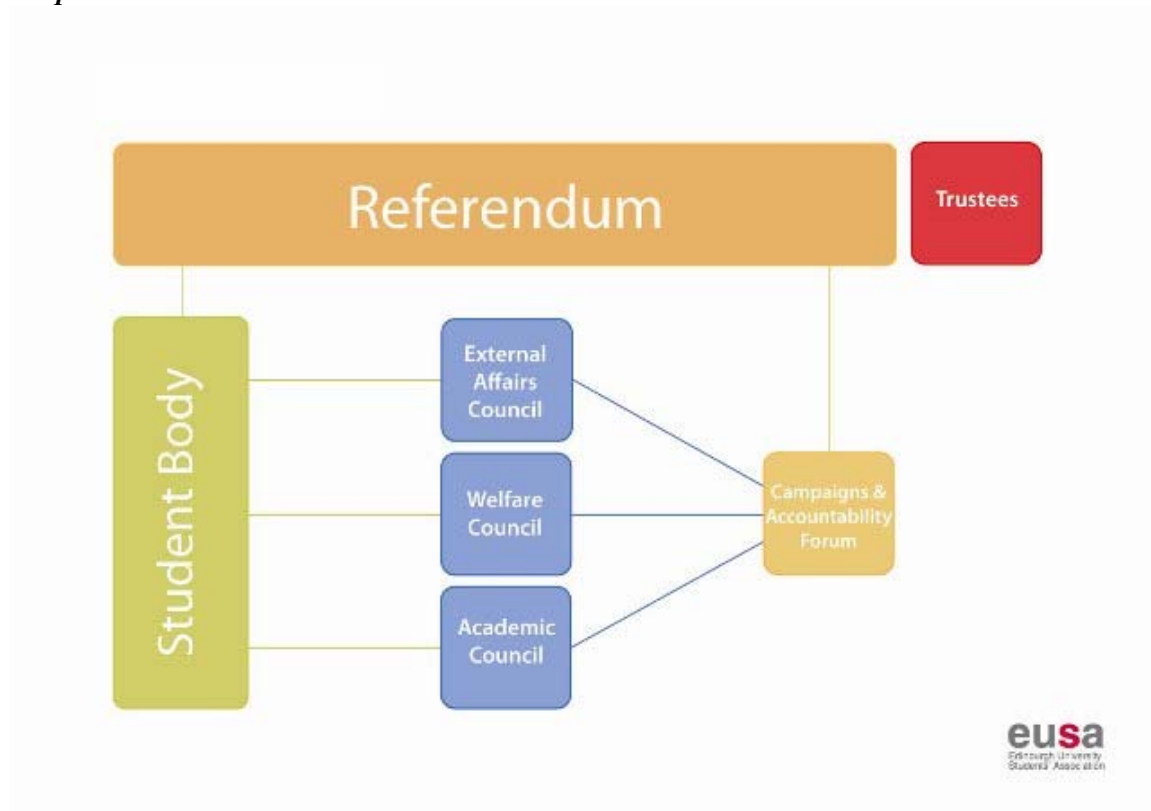 Referendum
Trustees
Student Body
External
Affairs
Council
Welfare
Council
Academic
Council
Campaigns &
Accountability
Forum
eusa
Edinburgh University
Students' Association